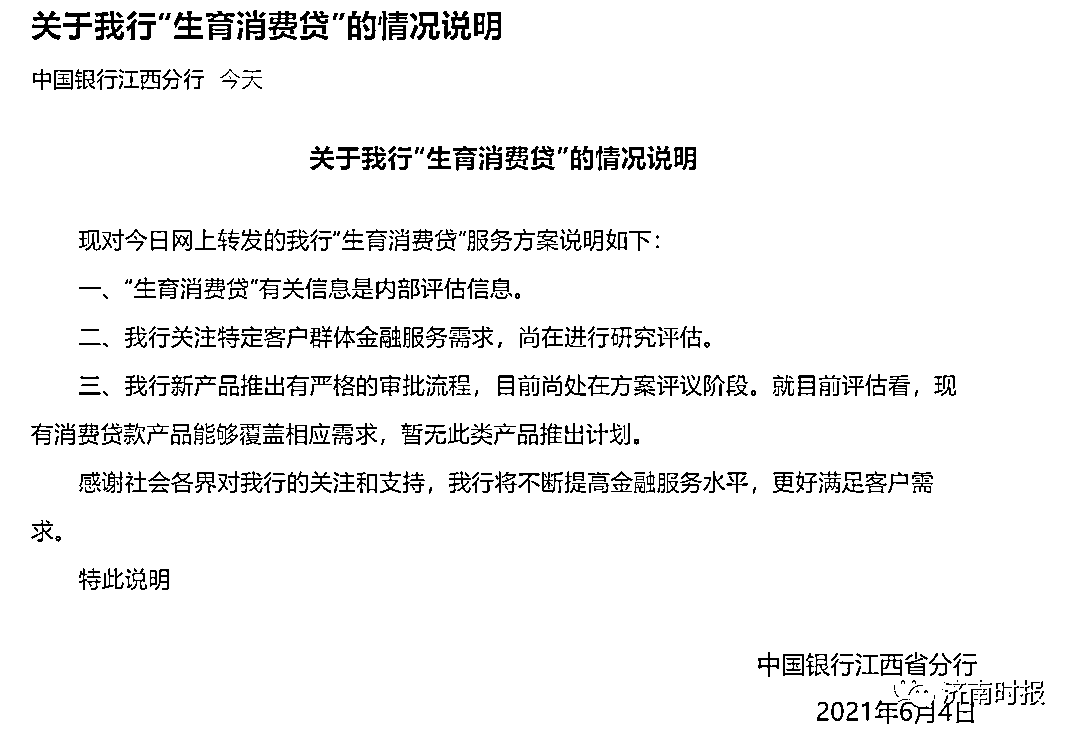 关于我行“生育消费贷”的情况说明
中国银行江西分行 今天
关于我行“生育消费贷”的情况说明
现对今日网上转发的我行“生育消费贷”服务方案说明如下：
一、“生育消费贷”有关信息是内部评估信息。
二、我行关注特定客户群体金融服务需求，尚在进行研究评估。
三、我行新产品推出有严格的审批流程，目前尚处在方案评议阶段。就目前评估看，现
有消费贷款产品能够覆盖相应需求，暂无此类产品推出计划。
感谢社会各界对我行的关注和支持，我行将不断提高金融服务水平，更好满足客户需
求。
特此说明
中国银行江西省分行
济南时报
2021年6月4日